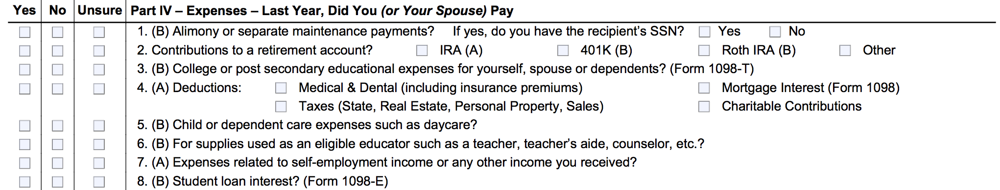 Yes No Unsure Part IV – Expenses – Last Year, Did You (or Your Spouse) Pay
1. (B) Alimony or separate maintenance payments? If yes, do you have the recipient’s SSN? Yes No
2. Contributions to a retirement account? IRA (A) 401K (B) Roth IRA (B) Other
3. (B) College or post secondary educational expenses for yourself, spouse or dependents? (Form 1098-T)
4. (A) Deductions: Medical & Dental (including insurance premiums) Mortgage Interest (Form 1098)
Taxes (State, Real Estate, Personal Property, Sales) Charitable Contributions
5. (B) Child or dependent care expenses such as daycare?
6. (B) For supplies used as an eligible educator such as a teacher, teacher’s aide, counselor, etc.?
7. (A) Expenses related to self-employment income or any other income you received?
8. (B) Student loan interest? (Form 1098-E)